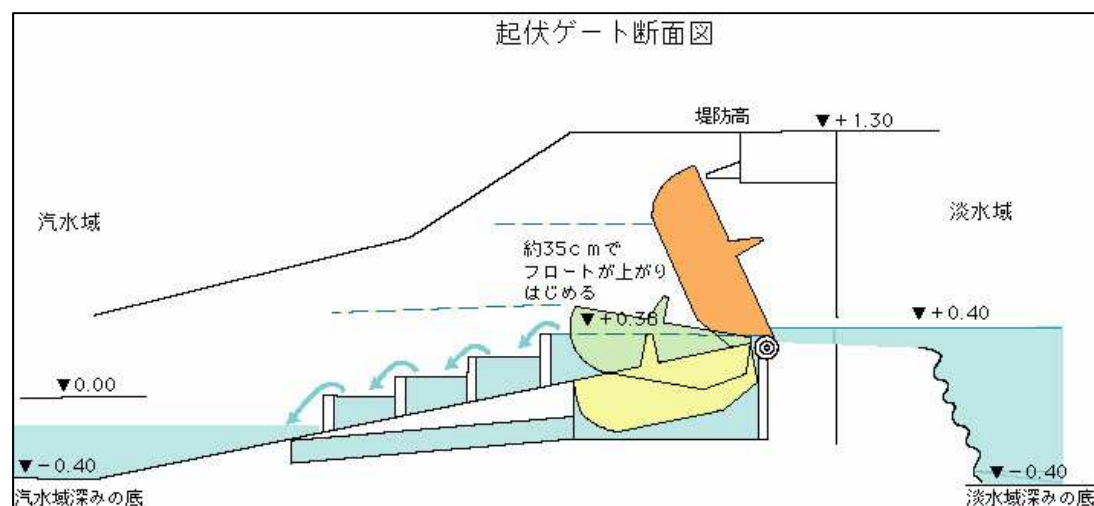 起伏ゲート断面図
堤防高
▼+1.30
汽水域
淡水域
約35cmで
フロートが上がり
はじめる
▼+0.38
▼+0.40
▼0.00
▼-0.40
汽水域深みの底
▼-0.40
淡水域深みの底